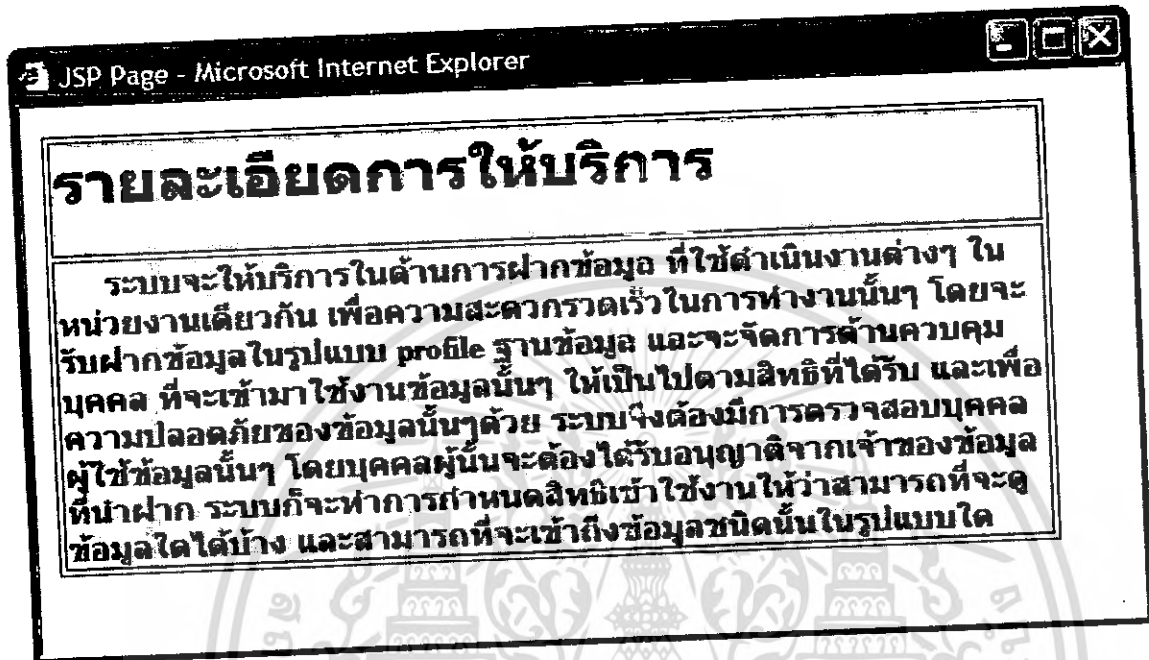 JSP Page - Microsoft Internet Explorer
รายละเอียดการให้บริการ
ระบบจะให้บริการในด้านการฝากข้อมูล ที่ใช้ดำเนินงานต่างๆ ใน
หน่วยงานเดียวกัน เพื่อความสะดวกรวดเร็วในการทำงานนั้นๆ โดยจะ
รับฝากข้อมูลในรูปแบบ profile ฐานข้อมูล และจะจัดการด้านควบคุม
บุคคล ที่จะเข้ามาใช้งานข้อมูลนั้นๆ ให้เป็นไปตามสิทธิที่ได้รับ และเพื่อ
ความปลอดภัยของข้อมูลนั้นๆด้วย ระบบจึงต้องมีการตรวจสอบบุคคล
ผู้ใช้ข้อมูลนั้นๆ โดยบุคคลผู้นั้นจะต้องได้รับอนุญาติจากเจ้าของข้อมูล
ที่นำฝาก ระบบก็จะทำการกำหนดสิทธิเข้าใช้งานให้ว่าสามารถที่จะดู
ข้อมูลใดได้บ้าง และสามารถที่จะเข้าถึงข้อมูลชนิดนั้นในรูปแบบใด